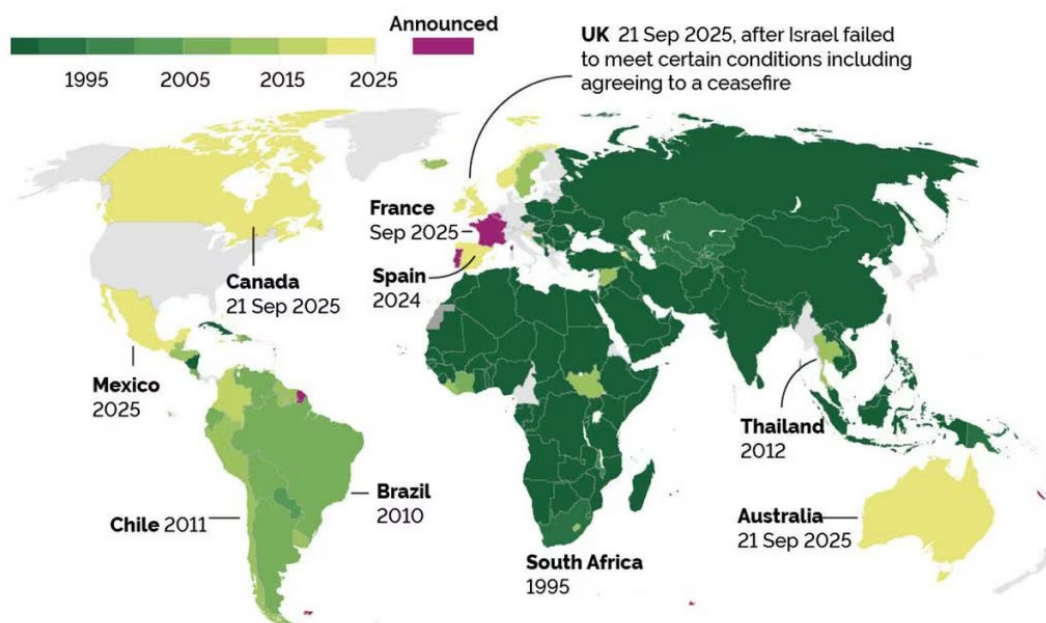 Announced
1995 2005 2015 2025
UK 21 Sep 2025, after Israel failed
to meet certain conditions including
agreeing to a ceasefire
France
Sep 2025
Spain
2024
Canada
21 Sep 2025
Mexico
2025
Thailand
2012
Brazil
2010
Chile 2011
Australia
21 Sep 2025
South Africa
1995